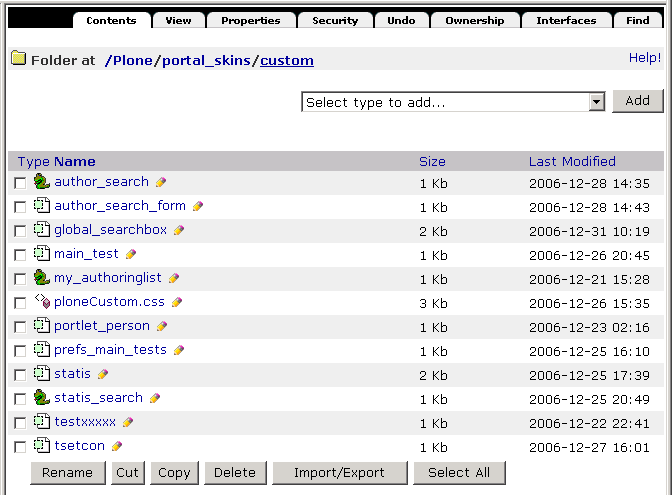 Contents View Properties Security Undo Ownership Interfaces Find
Folder at /Plone/portal_skins/custom Help!
Select type to add... Add
Type Name Size Last Modified
author_search 1 Kb 2006-12-28 14:35
author_search_form 1 Kb 2006-12-28 14:43
global_searchbox 2 Kb 2006-12-31 10:19
main_test 1 Kb 2006-12-26 20:45
my_authoringlist 1 Kb 2006-12-21 15:28
ploneCustom.css 3 Kb 2006-12-26 15:35
portlet_person 1 Kb 2006-12-23 02:16
prefs_main_tests 1 Kb 2006-12-25 16:10
statis 2 Kb 2006-12-25 17:39
statis_search 1 Kb 2006-12-25 20:49
testxxxxx 1 Kb 2006-12-22 22:41
tsetcon 1 Kb 2006-12-27 16:01
Rename Cut Copy Delete Import/Export Select All